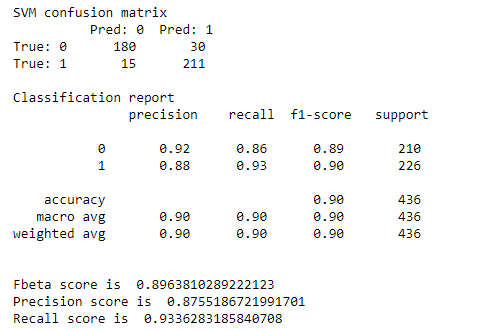 SVM confusion matrix
Pred: 0 Pred: 1
True: 0 180 30
True: 1 15 211
Classification report
precision recall f1-score support
0 0.92 0.86 0.89 210
1 0.88 0.93 0.90 226
accuracy 0.90 436
macro avg 0.90 0.90 0.90 436
weighted avg 0.90 0.90 0.90 436
Fbeta score is 0.8963810289222123
Precision score is 0.8755186721991701
Recall score is 0.9336283185840708